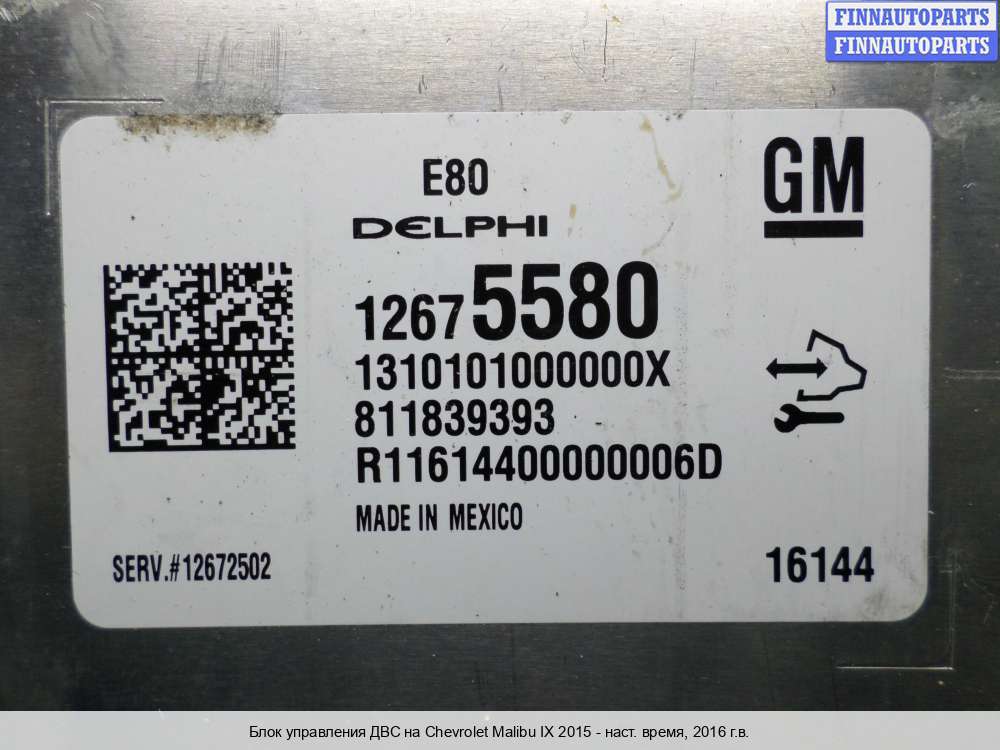 FINNAUTOPARTS
FINNAUTOPARTS
E80
GM
DELPHI
12675580
1310101000000X
811839393
R11614400000006D
MADE IN MEXICO
SERV.#12672502
16144
Блок управления ДВС на Chevrolet Malibu IX 2015 - наст. время, 2016 г.в.